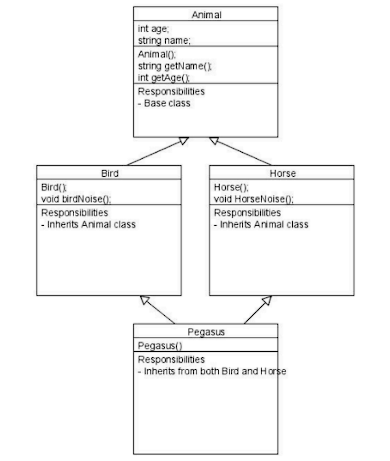 Animal
int age;
string name;
Animal();
string getName();
int getAge();
Responsibilities
- Base class
Bird
Bird();
void birdNoise();
Responsibilities
- Inherits Animal class
Horse
Horse();
void HorseNoise();
Responsibilities
- Inherits Animal class
Pegasus
Pegasus()
Responsibilities
- Inherits from both Bird and Horse